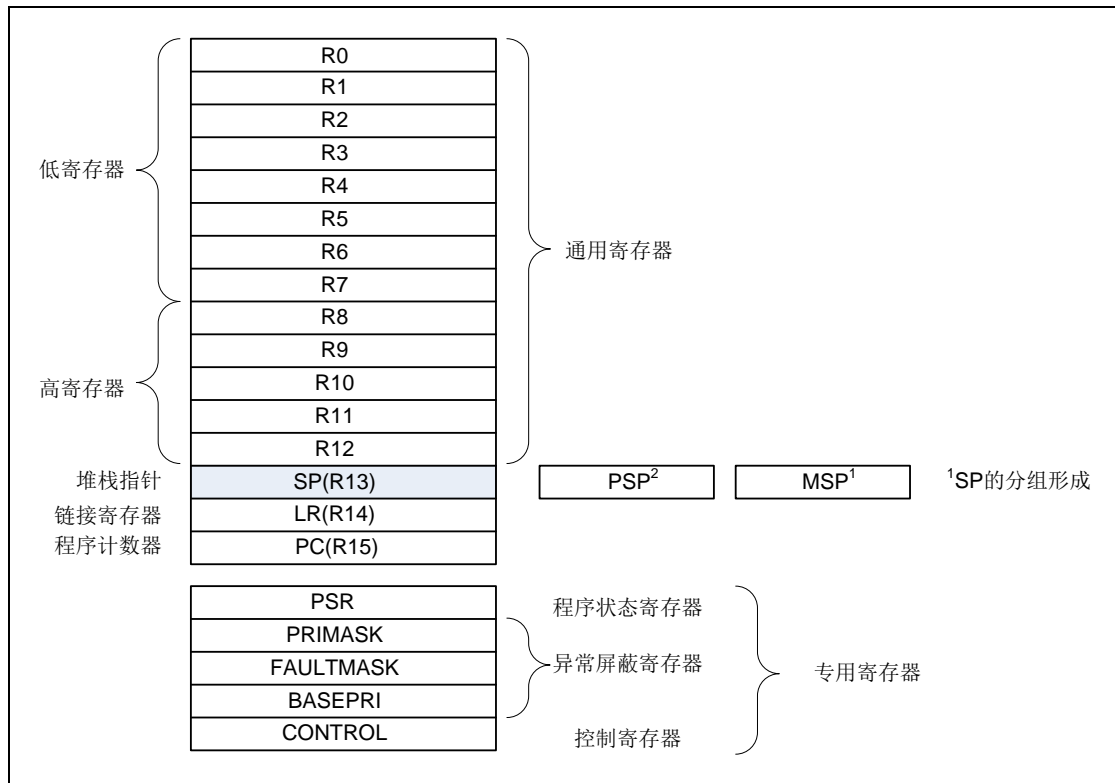 R0
R1
R2
R3
低寄存器
R4
R5
R6
通用寄存器
R7
R8
R9
高寄存器
R10
R11
R12
堆栈指针 SP(R13) PSP² MSP¹ ¹SP的分组形成
链接寄存器 LR(R14)
程序计数器 PC(R15)
PSR 程序状态寄存器
PRIMASK
FAULTMASK 异常屏蔽寄存器 专用寄存器
BASEPRI
CONTROL 控制寄存器